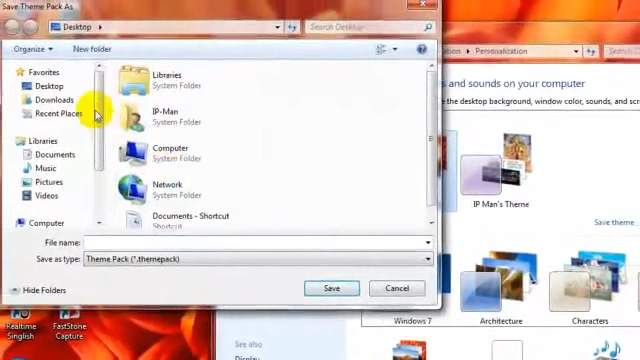 Save Theme Pack As
Desktop
Search Desktop
Organize
New folder
Favorites
Desktop
Downloads
Recent Places
Libraries
Documents
Music
Pictures
Videos
Computer
Libraries
System Folder
IP-Man
System Folder
Computer
System Folder
Network
System Folder
Documents - Shortcut
Shortcut
File name:
Save as type:
Theme Pack (*.themepack)
Hide Folders
Save
Cancel
Personalization
and sounds on your computer
he desktop background, window color, sounds, and scre
IP Man's Theme
Save theme
Windows 7
Architecture
Characters
See also
Display
Realtime
Singlish
FastStone
Capture